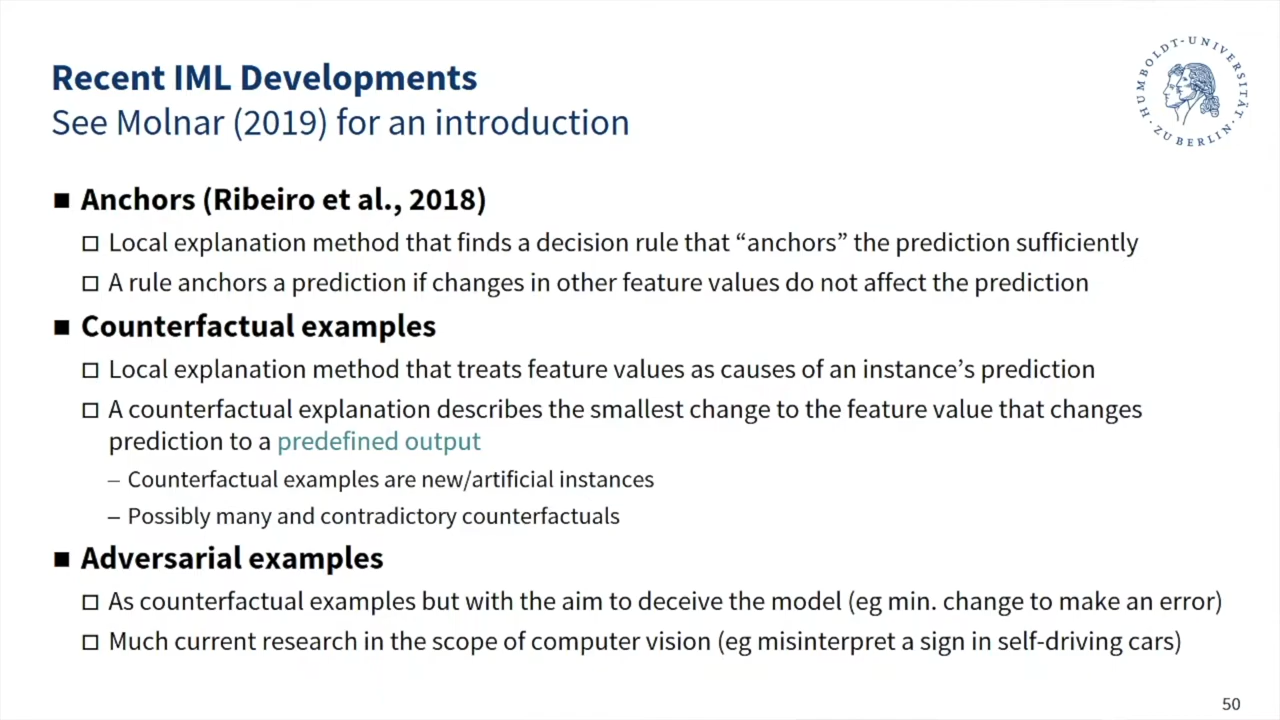 Recent IML Developments
See Molnar (2019) for an introduction
HUMBOLDT-UNIVERSITÄT · ZU BERLIN ·
■ Anchors (Ribeiro et al., 2018)
□ Local explanation method that finds a decision rule that “anchors” the prediction sufficiently
□ A rule anchors a prediction if changes in other feature values do not affect the prediction
■ Counterfactual examples
□ Local explanation method that treats feature values as causes of an instance’s prediction
□ A counterfactual explanation describes the smallest change to the feature value that changes
prediction to a predefined output
– Counterfactual examples are new/artificial instances
– Possibly many and contradictory counterfactuals
■ Adversarial examples
□ As counterfactual examples but with the aim to deceive the model (eg min. change to make an error)
□ Much current research in the scope of computer vision (eg misinterpret a sign in self-driving cars)
50